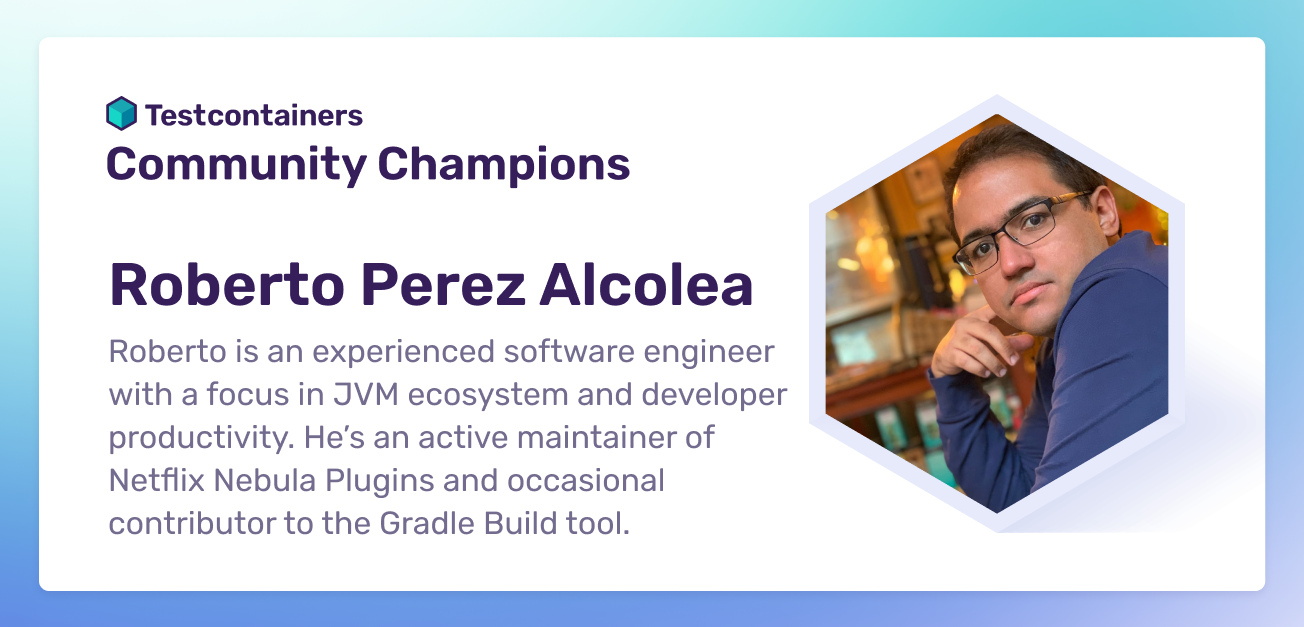 Testcontainers
Community Champions
Roberto Perez Alcolea
Roberto is an experienced software engineer
with a focus in JVM ecosystem and developer
productivity. He’s an active maintainer of
Netflix Nebula Plugins and occasional
contributor to the Gradle Build tool.